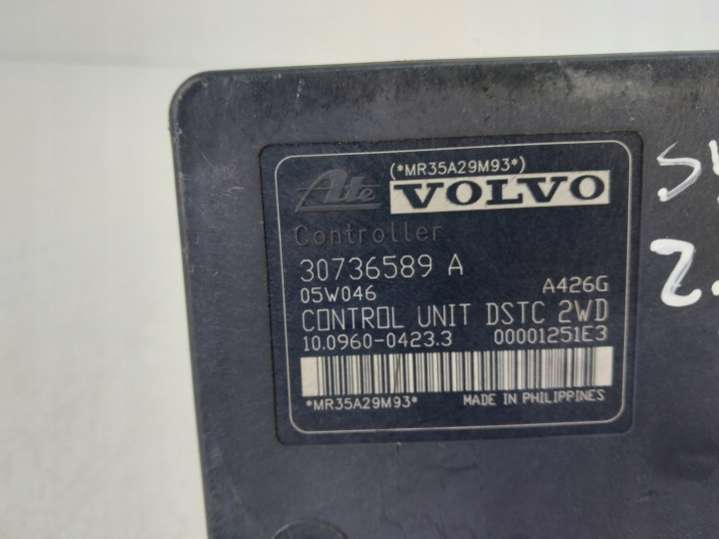 (*MR35A29M93*)
Ate VOLVO
Controller
30736589 A
05W046 A426G
CONTROL UNIT DSTC 2WD
10.0960-0423.3 00001251E3
*MR35A29M93* MADE IN PHILIPPINES